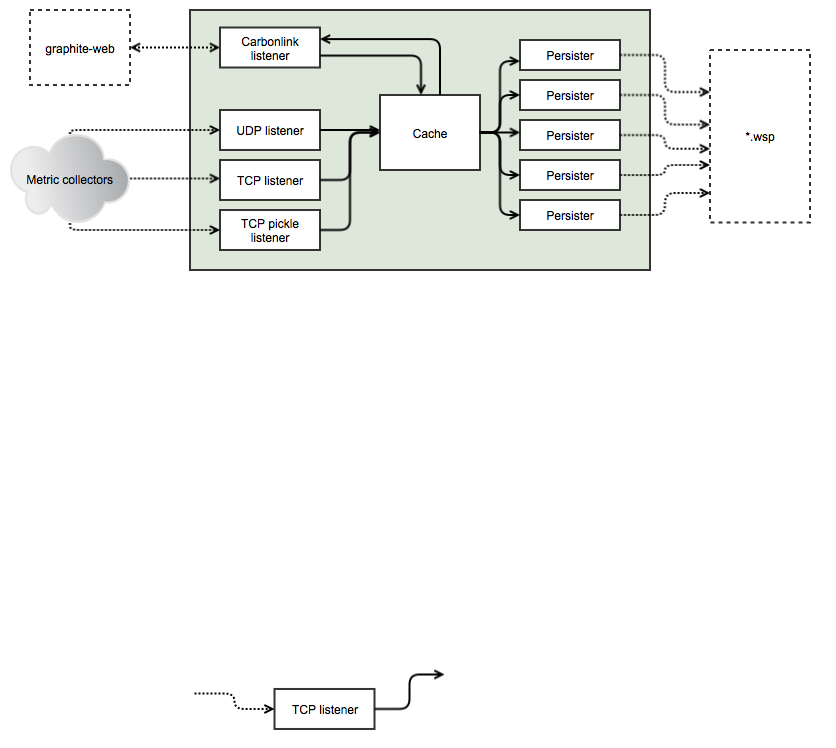 graphite-web
Carbonlink
listener
UDP listener
Metric collectors
TCP listener
TCP pickle
listener
Cache
Persister
Persister
Persister
Persister
Persister
*.wsp
TCP listener